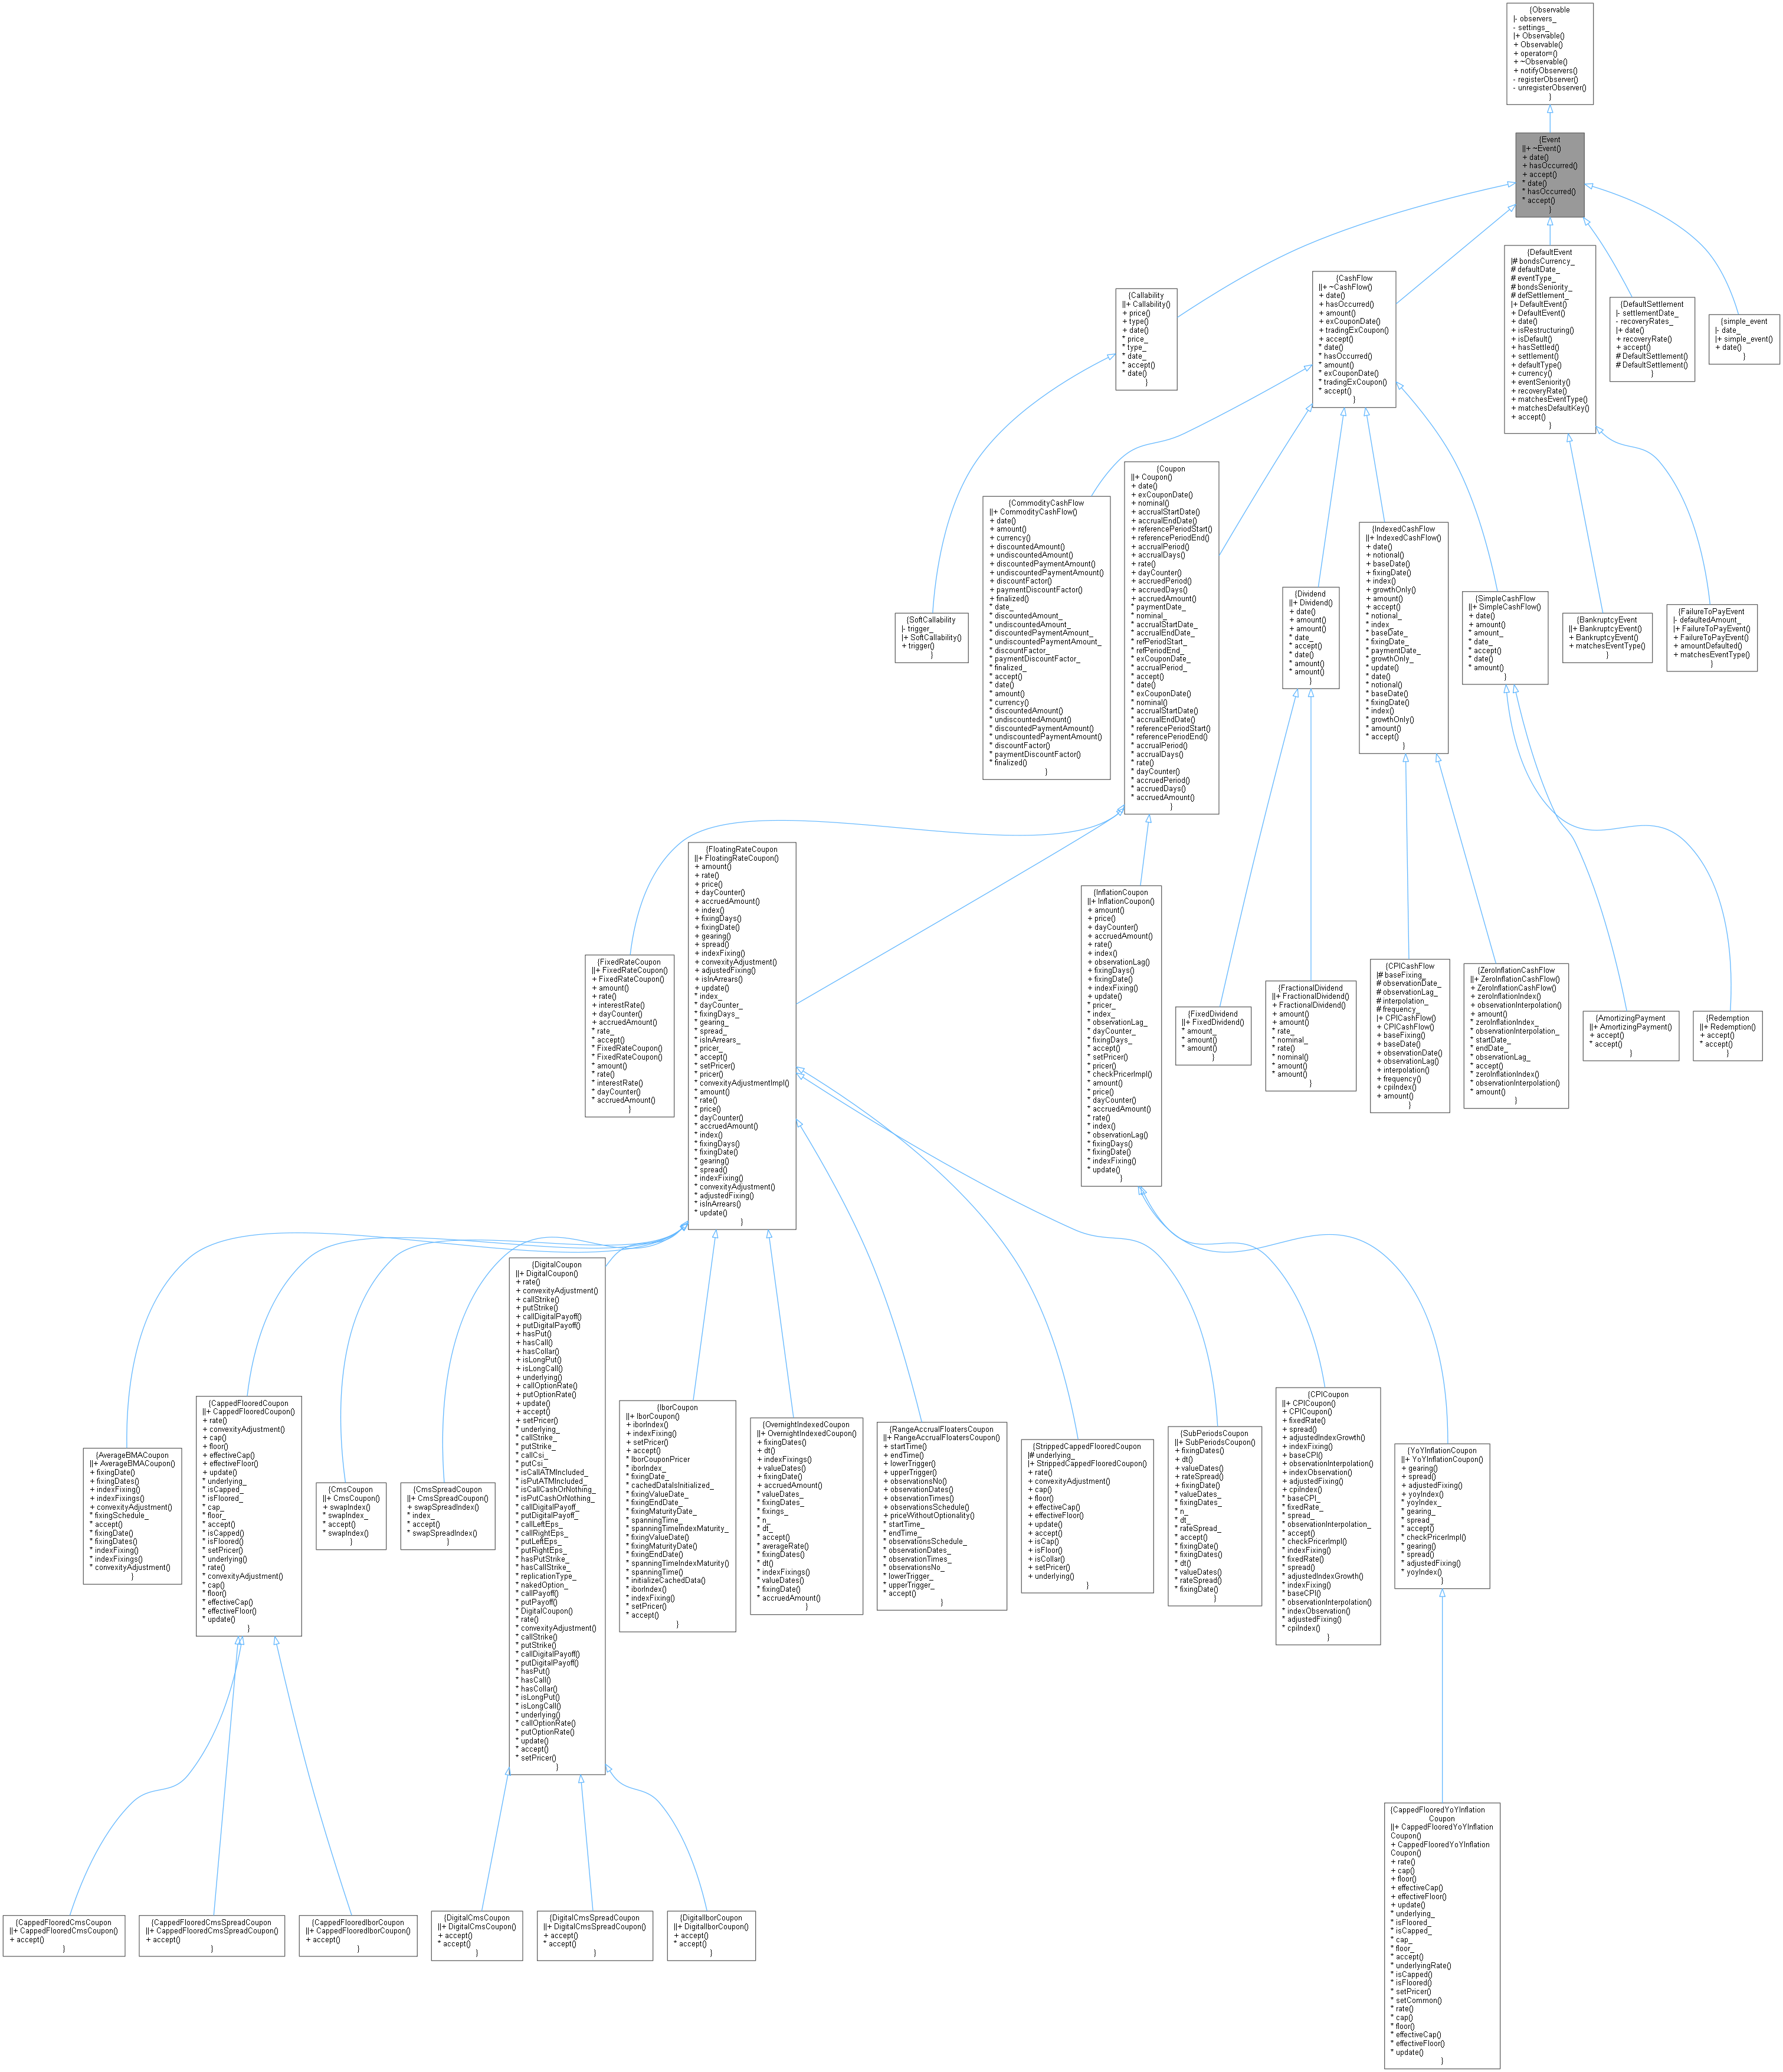 {Observable
|- observers_
- settings_
|+ Observable()
+ Observable()
+ operator=()
+ ~Observable()
+ notifyObservers()
- registerObserver()
- unregisterObserver()
}
{Event
||+ ~Event()
+ date()
+ hasOccurred()
+ accept()
* date()
* hasOccurred()
* accept()
}
{Callability
||+ Callability()
+ price()
+ type()
+ date()
* price_
* type_
* date_
* accept()
* date()
}
{CashFlow
||+ ~CashFlow()
+ date()
+ hasOccurred()
+ amount()
+ exCouponDate()
+ tradingExCoupon()
+ accept()
* date()
* hasOccurred()
* amount()
* exCouponDate()
* tradingExCoupon()
* accept()
}
{DefaultEvent
|# bondsCurrency_
# defaultDate_
# eventType_
# bondsSeniority_
# defSettlement_
|+ DefaultEvent()
+ DefaultEvent()
+ date()
+ isRestructuring()
+ isDefault()
+ hasSettled()
+ settlement()
+ defaultType()
+ currency()
+ eventSeniority()
+ recoveryRate()
+ matchesEventType()
+ matchesDefaultKey()
+ accept()
}
{DefaultSettlement
|- settlementDate_
- recoveryRates_
|+ date()
+ recoveryRate()
+ accept()
# DefaultSettlement()
# DefaultSettlement()
}
{simple_event
|- date_
|+ simple_event()
+ date()
}
{SoftCallability
|- trigger_
|+ SoftCallability()
+ trigger()
}
{CommodityCashFlow
||+ CommodityCashFlow()
+ date()
+ amount()
+ currency()
+ discountedAmount()
+ undiscountedAmount()
+ discountedPaymentAmount()
+ undiscountedPaymentAmount()
+ discountFactor()
+ paymentDiscountFactor()
+ finalized()
* date_
* discountedAmount_
* undiscountedAmount_
* discountedPaymentAmount_
* undiscountedPaymentAmount_
* discountFactor_
* paymentDiscountFactor_
* finalized_
* accept()
* date()
* amount()
* currency()
* discountedAmount()
* undiscountedAmount()
* discountedPaymentAmount()
* undiscountedPaymentAmount()
* discountFactor()
* paymentDiscountFactor()
* finalized()
}
{Coupon
||+ Coupon()
+ date()
+ exCouponDate()
+ nominal()
+ accrualStartDate()
+ accrualEndDate()
+ referencePeriodStart()
+ referencePeriodEnd()
+ accrualPeriod()
+ accrualDays()
+ rate()
+ dayCounter()
+ accruedPeriod()
+ accruedDays()
+ accruedAmount()
* paymentDate_
* nominal_
* accrualStartDate_
* accrualEndDate_
* refPeriodStart_
* refPeriodEnd_
* exCouponDate_
* accrualPeriod_
* accept()
* date()
* exCouponDate()
* nominal()
* accrualStartDate()
* accrualEndDate()
* referencePeriodStart()
* referencePeriodEnd()
* accrualPeriod()
* accrualDays()
* rate()
* dayCounter()
* accruedPeriod()
* accruedDays()
* accruedAmount()
}
{Dividend
||+ Dividend()
+ date()
+ amount()
+ amount()
* date_
* accept()
* date()
* amount()
* amount()
}
{IndexedCashFlow
||+ IndexedCashFlow()
+ date()
+ notional()
+ baseDate()
+ fixingDate()
+ index()
+ growthOnly()
+ amount()
+ accept()
* notional_
* index_
* baseDate_
* fixingDate_
* paymentDate_
* growthOnly_
* update()
* date()
* notional()
* baseDate()
* fixingDate()
* index()
* growthOnly()
* amount()
* accept()
}
{SimpleCashFlow
||+ SimpleCashFlow()
+ date()
+ amount()
* amount_
* date_
* accept()
* date()
* amount()
}
{BankruptcyEvent
||+ BankruptcyEvent()
+ BankruptcyEvent()
+ matchesEventType()
}
{FailureToPayEvent
|- defaultedAmount_
|+ FailureToPayEvent()
+ FailureToPayEvent()
+ amountDefaulted()
+ matchesEventType()
}
{FixedRateCoupon
||+ FixedRateCoupon()
+ FixedRateCoupon()
+ amount()
+ rate()
+ interestRate()
+ dayCounter()
+ accruedAmount()
* rate_
* accept()
* FixedRateCoupon()
* FixedRateCoupon()
* amount()
* rate()
* interestRate()
* dayCounter()
* accruedAmount()
}
{FloatingRateCoupon
||+ FloatingRateCoupon()
+ amount()
+ rate()
+ price()
+ dayCounter()
+ accruedAmount()
+ index()
+ fixingDays()
+ fixingDate()
+ gearing()
+ spread()
+ indexFixing()
+ convexityAdjustment()
+ adjustedFixing()
+ isInArrears()
+ update()
* index_
* dayCounter_
* fixingDays_
* gearing_
* spread_
* isInArrears_
* pricer_
* accept()
* setPricer()
* pricer()
* convexityAdjustmentImpl()
* amount()
* rate()
* price()
* dayCounter()
* accruedAmount()
* index()
* fixingDays()
* fixingDate()
* gearing()
* spread()
* indexFixing()
* convexityAdjustment()
* adjustedFixing()
* isInArrears()
* update()
}
{InflationCoupon
||+ InflationCoupon()
+ amount()
+ price()
+ dayCounter()
+ accruedAmount()
+ rate()
+ index()
+ observationLag()
+ fixingDays()
+ fixingDate()
+ indexFixing()
+ update()
* pricer_
* index_
* observationLag_
* dayCounter_
* fixingDays_
* accept()
* setPricer()
* pricer()
* checkPricerImpl()
* amount()
* price()
* dayCounter()
* accruedAmount()
* rate()
* index()
* observationLag()
* fixingDays()
* fixingDate()
* indexFixing()
* update()
}
{FixedDividend
||+ FixedDividend()
* amount_
* amount()
* amount()
}
{FractionalDividend
||+ FractionalDividend()
+ FractionalDividend()
+ amount()
+ amount()
* rate_
* nominal_
* rate()
* nominal()
* amount()
* amount()
}
{CPICashFlow
|# baseFixing_
# observationDate_
# observationLag_
# interpolation_
# frequency_
|+ CPICashFlow()
+ CPICashFlow()
+ baseFixing()
+ baseDate()
+ observationDate()
+ observationLag()
+ interpolation()
+ frequency()
+ cpiIndex()
+ amount()
}
{ZeroInflationCashFlow
||+ ZeroInflationCashFlow()
+ ZeroInflationCashFlow()
+ zeroInflationIndex()
+ observationInterpolation()
+ amount()
* zeroInflationIndex_
* observationInterpolation_
* startDate_
* endDate_
* observationLag_
* accept()
* zeroInflationIndex()
* observationInterpolation()
* amount()
}
{AmortizingPayment
||+ AmortizingPayment()
+ accept()
* accept()
}
{Redemption
||+ Redemption()
+ accept()
* accept()
}
{AverageBMACoupon
||+ AverageBMACoupon()
+ fixingDate()
+ fixingDates()
+ indexFixing()
+ indexFixings()
+ convexityAdjustment()
* fixingSchedule_
* accept()
* fixingDate()
* fixingDates()
* indexFixing()
* indexFixings()
* convexityAdjustment()
}
{CappedFlooredCoupon
||+ CappedFlooredCoupon()
+ rate()
+ convexityAdjustment()
+ cap()
+ floor()
+ effectiveCap()
+ effectiveFloor()
+ update()
* underlying_
* isCapped_
* isFloored_
* cap_
* floor_
* accept()
* isCapped()
* isFloored()
* setPricer()
* underlying()
* rate()
* convexityAdjustment()
* cap()
* floor()
* effectiveCap()
* effectiveFloor()
* update()
}
{CmsCoupon
||+ CmsCoupon()
+ swapIndex()
* swapIndex_
* accept()
* swapIndex()
}
{CmsSpreadCoupon
||+ CmsSpreadCoupon()
+ swapSpreadIndex()
* index_
* accept()
* swapSpreadIndex()
}
{DigitalCoupon
||+ DigitalCoupon()
+ rate()
+ convexityAdjustment()
+ callStrike()
+ putStrike()
+ callDigitalPayoff()
+ putDigitalPayoff()
+ hasPut()
+ hasCall()
+ hasCollar()
+ isLongPut()
+ isLongCall()
+ underlying()
+ callOptionRate()
+ putOptionRate()
+ update()
+ accept()
+ setPricer()
* underlying_
* callStrike_
* putStrike_
* callCsi_
* putCsi_
* isCallATMIncluded_
* isPutATMIncluded_
* isCallCashOrNothing_
* isPutCashOrNothing_
* callDigitalPayoff_
* putDigitalPayoff_
* callLeftEps_
* callRightEps_
* putLeftEps_
* putRightEps_
* hasPutStrike_
* hasCallStrike_
* replicationType_
* nakedOption_
* callPayoff()
* putPayoff()
* DigitalCoupon()
* rate()
* convexityAdjustment()
* callStrike()
* putStrike()
* callDigitalPayoff()
* putDigitalPayoff()
* hasPut()
* hasCall()
* hasCollar()
* isLongPut()
* isLongCall()
* underlying()
* callOptionRate()
* putOptionRate()
* update()
* accept()
* setPricer()
}
{IborCoupon
||+ IborCoupon()
+ iborIndex()
+ indexFixing()
+ setPricer()
+ accept()
* IborCouponPricer
* iborIndex_
* fixingDate_
* cachedDataIsInitialized_
* fixingValueDate_
* fixingEndDate_
* fixingMaturityDate_
* spanningTime_
* spanningTimeIndexMaturity_
* fixingValueDate()
* fixingMaturityDate()
* fixingEndDate()
* spanningTimeIndexMaturity()
* spanningTime()
* initializeCachedData()
* iborIndex()
* indexFixing()
* setPricer()
* accept()
}
{OvernightIndexedCoupon
||+ OvernightIndexedCoupon()
+ fixingDates()
+ dt()
+ indexFixings()
+ valueDates()
+ fixingDate()
+ accruedAmount()
* valueDates_
* fixingDates_
* fixings_
* n_
* dt_
* accept()
* averageRate()
* fixingDates()
* dt()
* indexFixings()
* valueDates()
* fixingDate()
* accruedAmount()
}
{RangeAccrualFloatersCoupon
||+ RangeAccrualFloatersCoupon()
+ startTime()
+ endTime()
+ lowerTrigger()
+ upperTrigger()
+ observationsNo()
+ observationDates()
+ observationTimes()
+ observationsSchedule()
+ priceWithoutOptionality()
* startTime_
* endTime_
* observationsSchedule_
* observationDates_
* observationTimes_
* observationsNo_
* lowerTrigger_
* upperTrigger_
* accept()
}
{StrippedCappedFlooredCoupon
|# underlying_
|+ StrippedCappedFlooredCoupon()
+ rate()
+ convexityAdjustment()
+ cap()
+ floor()
+ effectiveCap()
+ effectiveFloor()
+ update()
+ accept()
+ isCap()
+ isFloor()
+ isCollar()
+ setPricer()
+ underlying()
}
{SubPeriodsCoupon
||+ SubPeriodsCoupon()
+ fixingDates()
+ dt()
+ valueDates()
+ rateSpread()
+ fixingDate()
* valueDates_
* fixingDates_
* n_
* dt_
* rateSpread_
* accept()
* fixingDate()
* fixingDates()
* dt()
* valueDates()
* rateSpread()
* fixingDate()
}
{CPICoupon
||+ CPICoupon()
+ CPICoupon()
+ fixedRate()
+ spread()
+ adjustedIndexGrowth()
+ indexFixing()
+ baseCPI()
+ observationInterpolation()
+ indexObservation()
+ adjustedFixing()
+ cpiIndex()
* baseCPI_
* fixedRate_
* spread_
* observationInterpolation_
* accept()
* checkPricerImpl()
* indexFixing()
* fixedRate()
* spread()
* adjustedIndexGrowth()
* indexFixing()
* baseCPI()
* observationInterpolation()
* indexObservation()
* adjustedFixing()
* cpiIndex()
}
{YoYInflationCoupon
||+ YoYInflationCoupon()
+ gearing()
+ spread()
+ adjustedFixing()
+ yoyIndex()
* yoyIndex_
* gearing_
* spread_
* accept()
* checkPricerImpl()
* gearing()
* spread()
* adjustedFixing()
* yoyIndex()
}
{CappedFlooredCmsCoupon
||+ CappedFlooredCmsCoupon()
+ accept()
}
{CappedFlooredCmsSpreadCoupon
||+ CappedFlooredCmsSpreadCoupon()
+ accept()
}
{CappedFlooredIborCoupon
||+ CappedFlooredIborCoupon()
+ accept()
}
{DigitalCmsCoupon
||+ DigitalCmsCoupon()
+ accept()
* accept()
}
{DigitalCmsSpreadCoupon
||+ DigitalCmsSpreadCoupon()
+ accept()
* accept()
}
{DigitalIborCoupon
||+ DigitalIborCoupon()
+ accept()
* accept()
}
{CappedFlooredYoYInflation
Coupon
||+ CappedFlooredYoYInflation
Coupon()
+ CappedFlooredYoYInflation
Coupon()
+ rate()
+ cap()
+ floor()
+ effectiveCap()
+ effectiveFloor()
+ update()
* underlying_
* isFloored_
* isCapped_
* cap_
* floor_
* accept()
* underlyingRate()
* isCapped()
* isFloored()
* setPricer()
* setCommon()
* rate()
* cap()
* floor()
* effectiveCap()
* effectiveFloor()
* update()
}